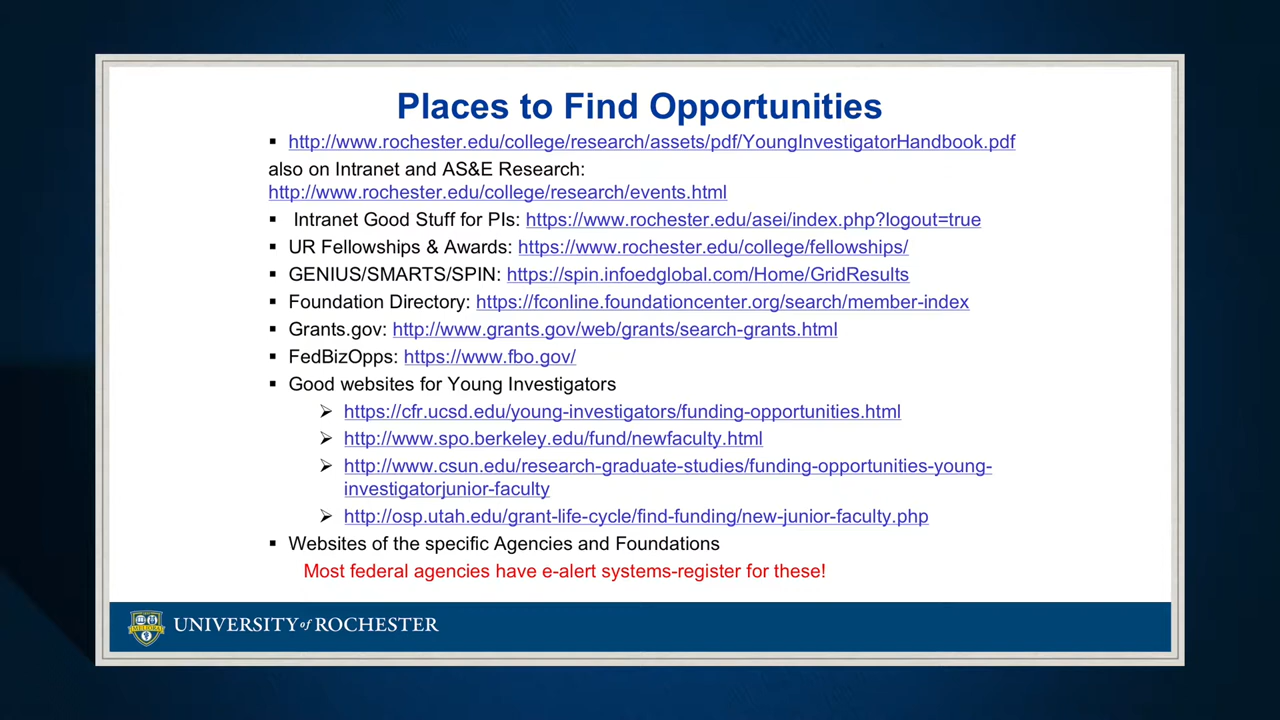 Places to Find Opportunities
▪ http://www.rochester.edu/college/research/assets/pdf/YoungInvestigatorHandbook.pdf
also on Intranet and AS&E Research:
http://www.rochester.edu/college/research/events.html
▪ Intranet Good Stuff for PIs: https://www.rochester.edu/asei/index.php?logout=true
▪ UR Fellowships & Awards: https://www.rochester.edu/college/fellowships/
▪ GENIUS/SMARTS/SPIN: https://spin.infoedglobal.com/Home/GridResults
▪ Foundation Directory: https://fconline.foundationcenter.org/search/member-index
▪ Grants.gov: http://www.grants.gov/web/grants/search-grants.html
▪ FedBizOpps: https://www.fbo.gov/
▪ Good websites for Young Investigators
➢ https://cfr.ucsd.edu/young-investigators/funding-opportunities.html
➢ http://www.spo.berkeley.edu/fund/newfaculty.html
➢ http://www.csun.edu/research-graduate-studies/funding-opportunities-young-
investigatorjunior-faculty
➢ http://osp.utah.edu/grant-life-cycle/find-funding/new-junior-faculty.php
▪ Websites of the specific Agencies and Foundations
Most federal agencies have e-alert systems-register for these!
MELIORA
UNIVERSITY of ROCHESTER